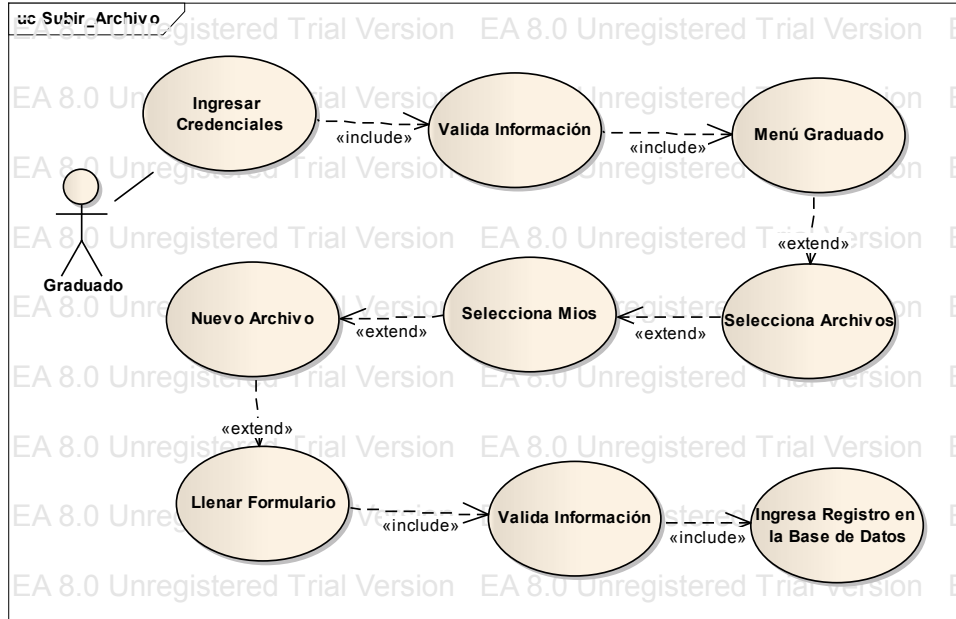 uc Subir_Archivo
EA 8.0 Unregistered Trial Version EA 8.0 Unregistered Trial Version
Ingresar
Credenciales
«include»
Valida Información
«include»
Menú Graduado
Graduado
«extend»
Selecciona Archivos
«extend»
Selecciona Mios
«extend»
Nuevo Archivo
«extend»
Llenar Formulario
«include»
Valida Información
«include»
Ingresa Registro en
la Base de Datos